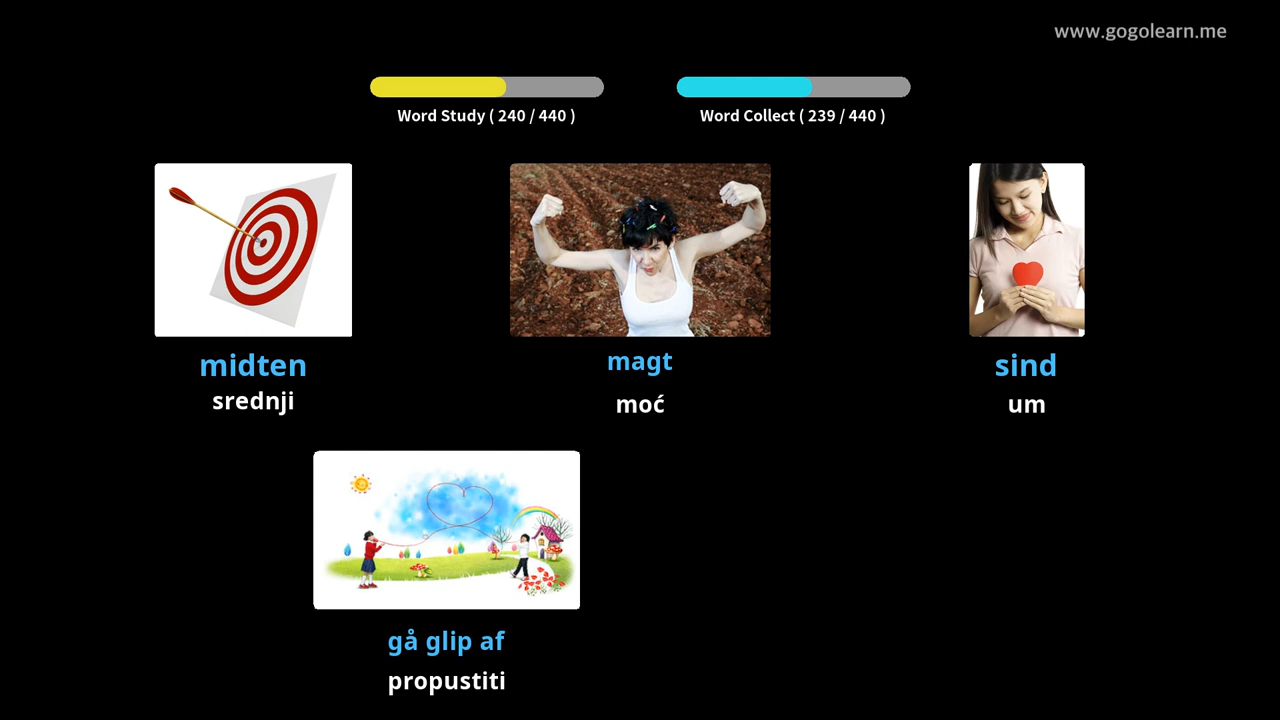 www.gogolearn.me
Word Study ( 240 / 440 )
Word Collect ( 239 / 440 )
midten
srednji
magt
moć
sind
um
gå glip af
propustiti